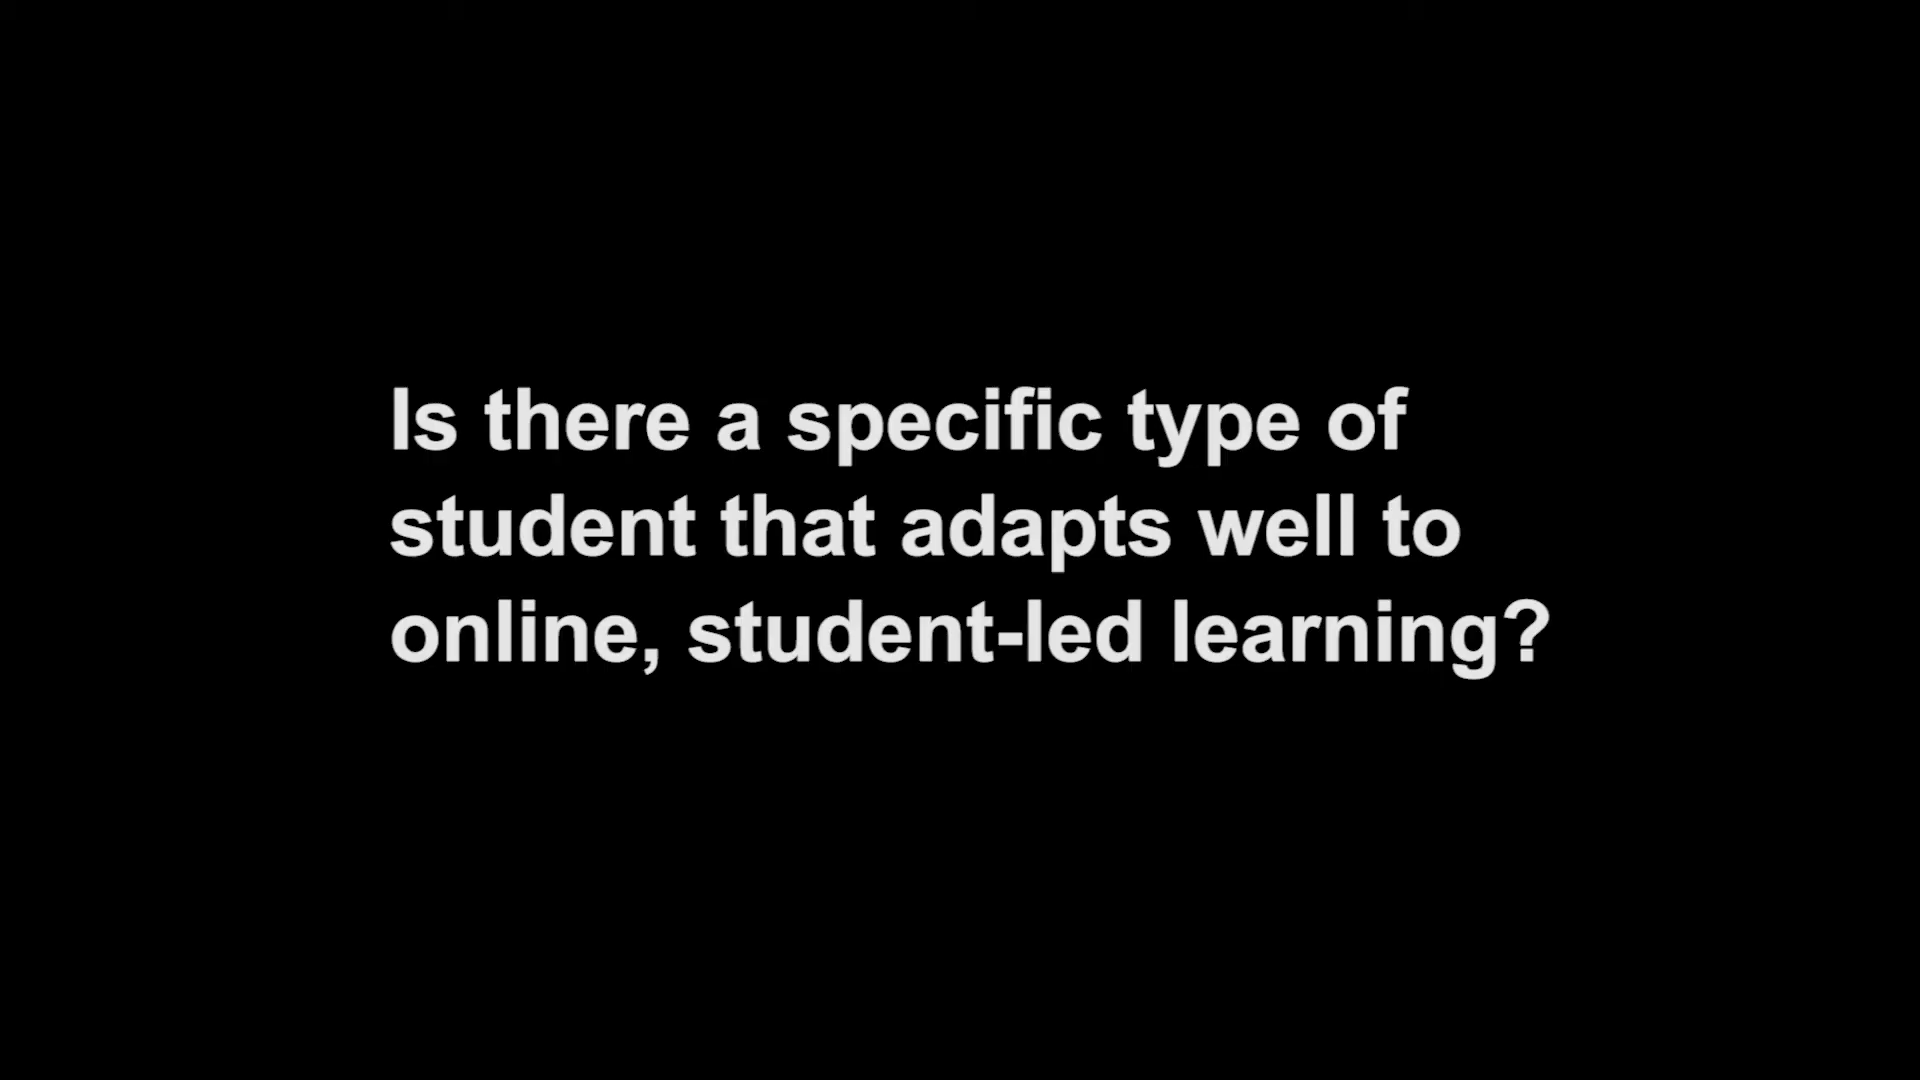 Is there a specific type of
student that adapts well to
online, student-led learning?